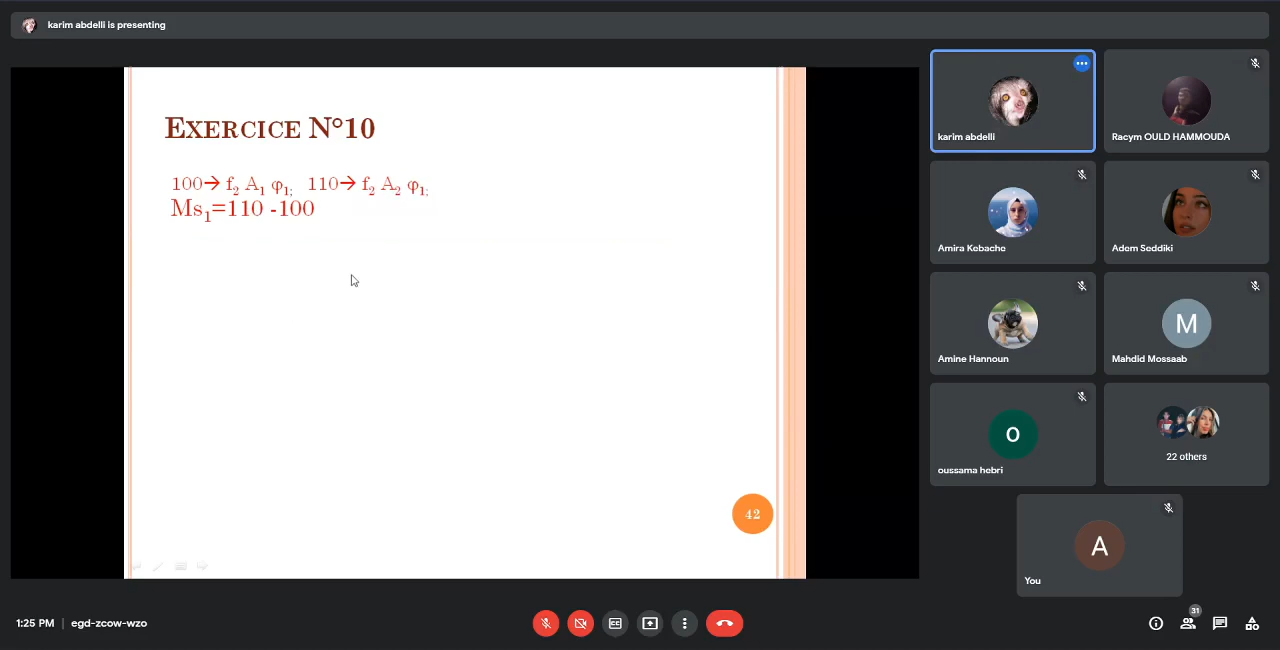 karim abdelli is presenting
EXERCICE N°10
100→ f₂ A₁ φ₁; 110→ f₂ A₂ φ₁;
Ms₁=110 -100
42
karim abdelli
Racym OULD HAMMOUDA
Amira Kebache
Adem Seddiki
Amine Hannoun
M
Mahdid Mossaab
O
oussama hebri
22 others
A
You
1:25 PM | egd-zcow-wzo
31